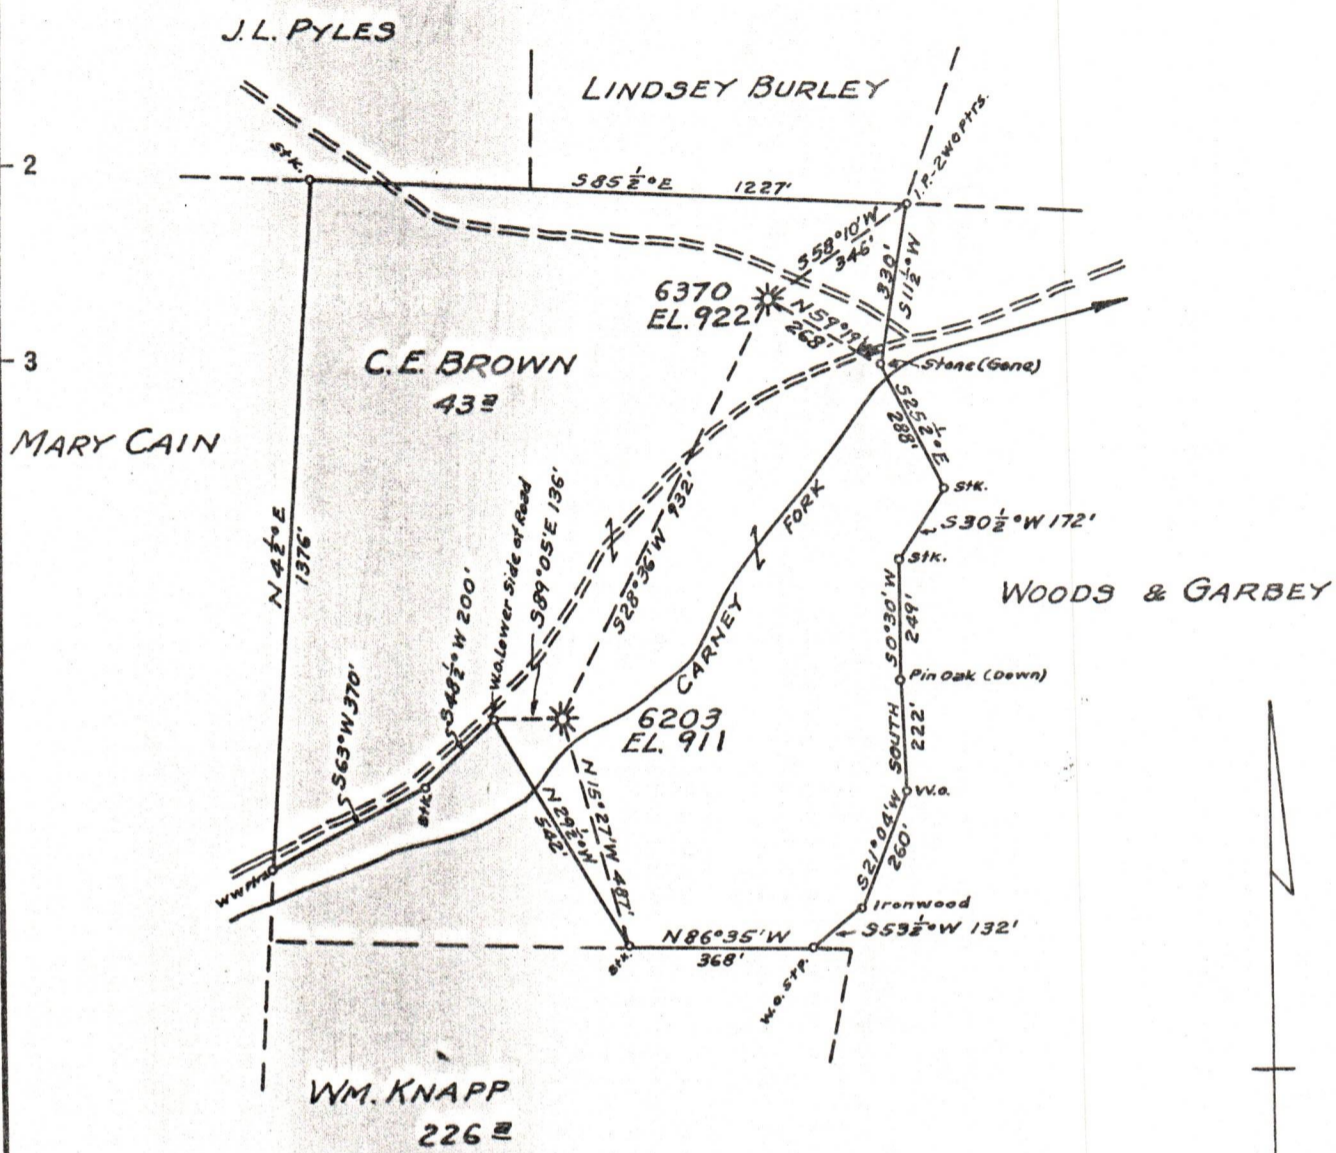 J.L. PYLES
LINDSEY BURLEY
2
Stk.
S85½°E 1227'
I.P.-2WO Ptrs.
S58°10'W
346'
330'
S11½°W
6370
EL. 922
N59°19'W
268'
3
C.E. BROWN
43 a
Stone (Gone)
MARY CAIN
S25½°E
288'
Stk.
S30½°W 172'
Stk.
N4½°E
1376'
W.O. Lower Side of Road
S89°05'E 136'
S28°36'W 932'
CARNEY FORK
WOODS & GARBEY
S0°30'W
249'
Pin Oak (Down)
S63°W 370'
S48½°W 200'
6203
EL. 911
SOUTH
222'
Stk.
W.O.
N29½°W
542'
N15°27'W 487'
S21°04'W
260'
WW Ptrs
Ironwood
S53½°W 132'
N86°35'W
368'
Stk.
W.O. Stp.
WM. KNAPP
226 a